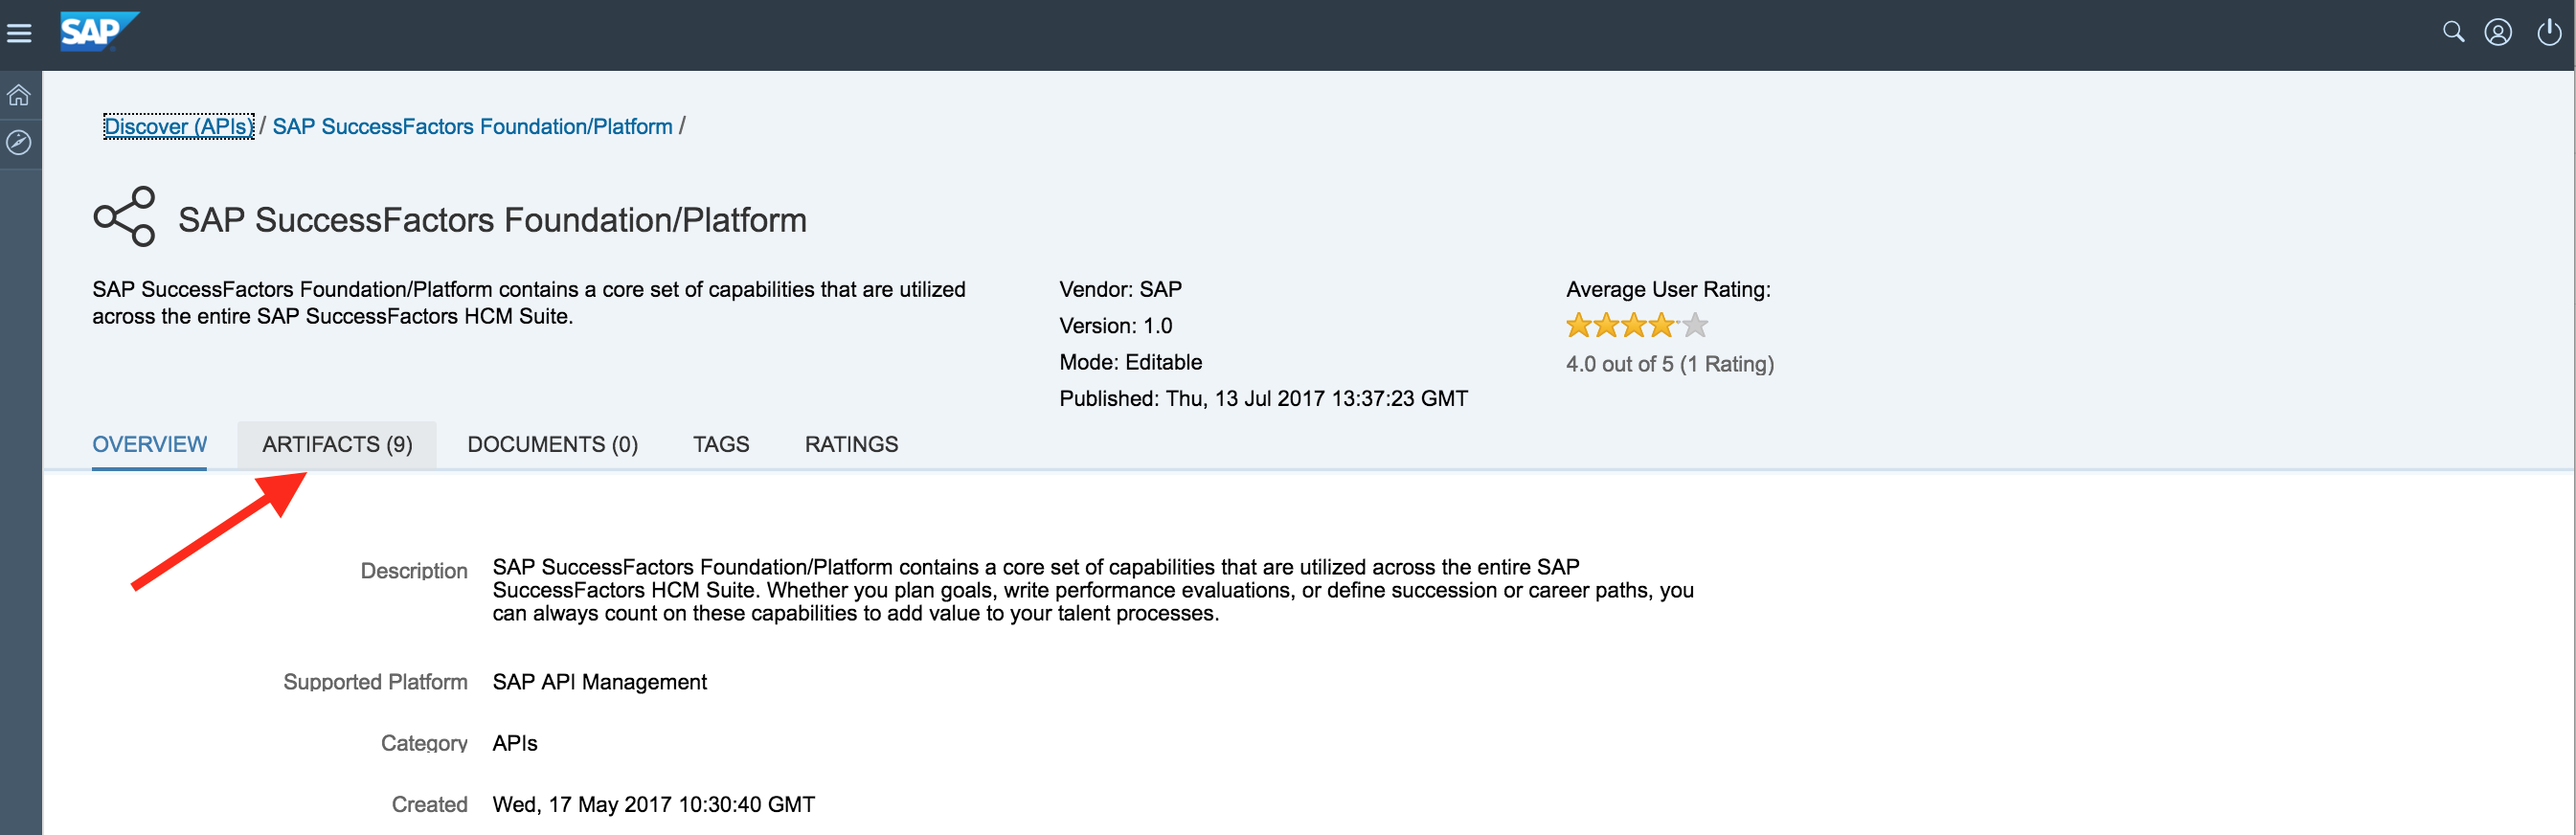 SAP
Discover (APIs) / SAP SuccessFactors Foundation/Platform /
SAP SuccessFactors Foundation/Platform
SAP SuccessFactors Foundation/Platform contains a core set of capabilities that are utilized
across the entire SAP SuccessFactors HCM Suite.
Vendor: SAP
Version: 1.0
Mode: Editable
Published: Thu, 13 Jul 2017 13:37:23 GMT
Average User Rating:
4.0 out of 5 (1 Rating)
OVERVIEW ARTIFACTS (9) DOCUMENTS (0) TAGS RATINGS
Description SAP SuccessFactors Foundation/Platform contains a core set of capabilities that are utilized across the entire SAP
SuccessFactors HCM Suite. Whether you plan goals, write performance evaluations, or define succession or career paths, you
can always count on these capabilities to add value to your talent processes.
Supported Platform SAP API Management
Category APIs
Created Wed, 17 May 2017 10:30:40 GMT